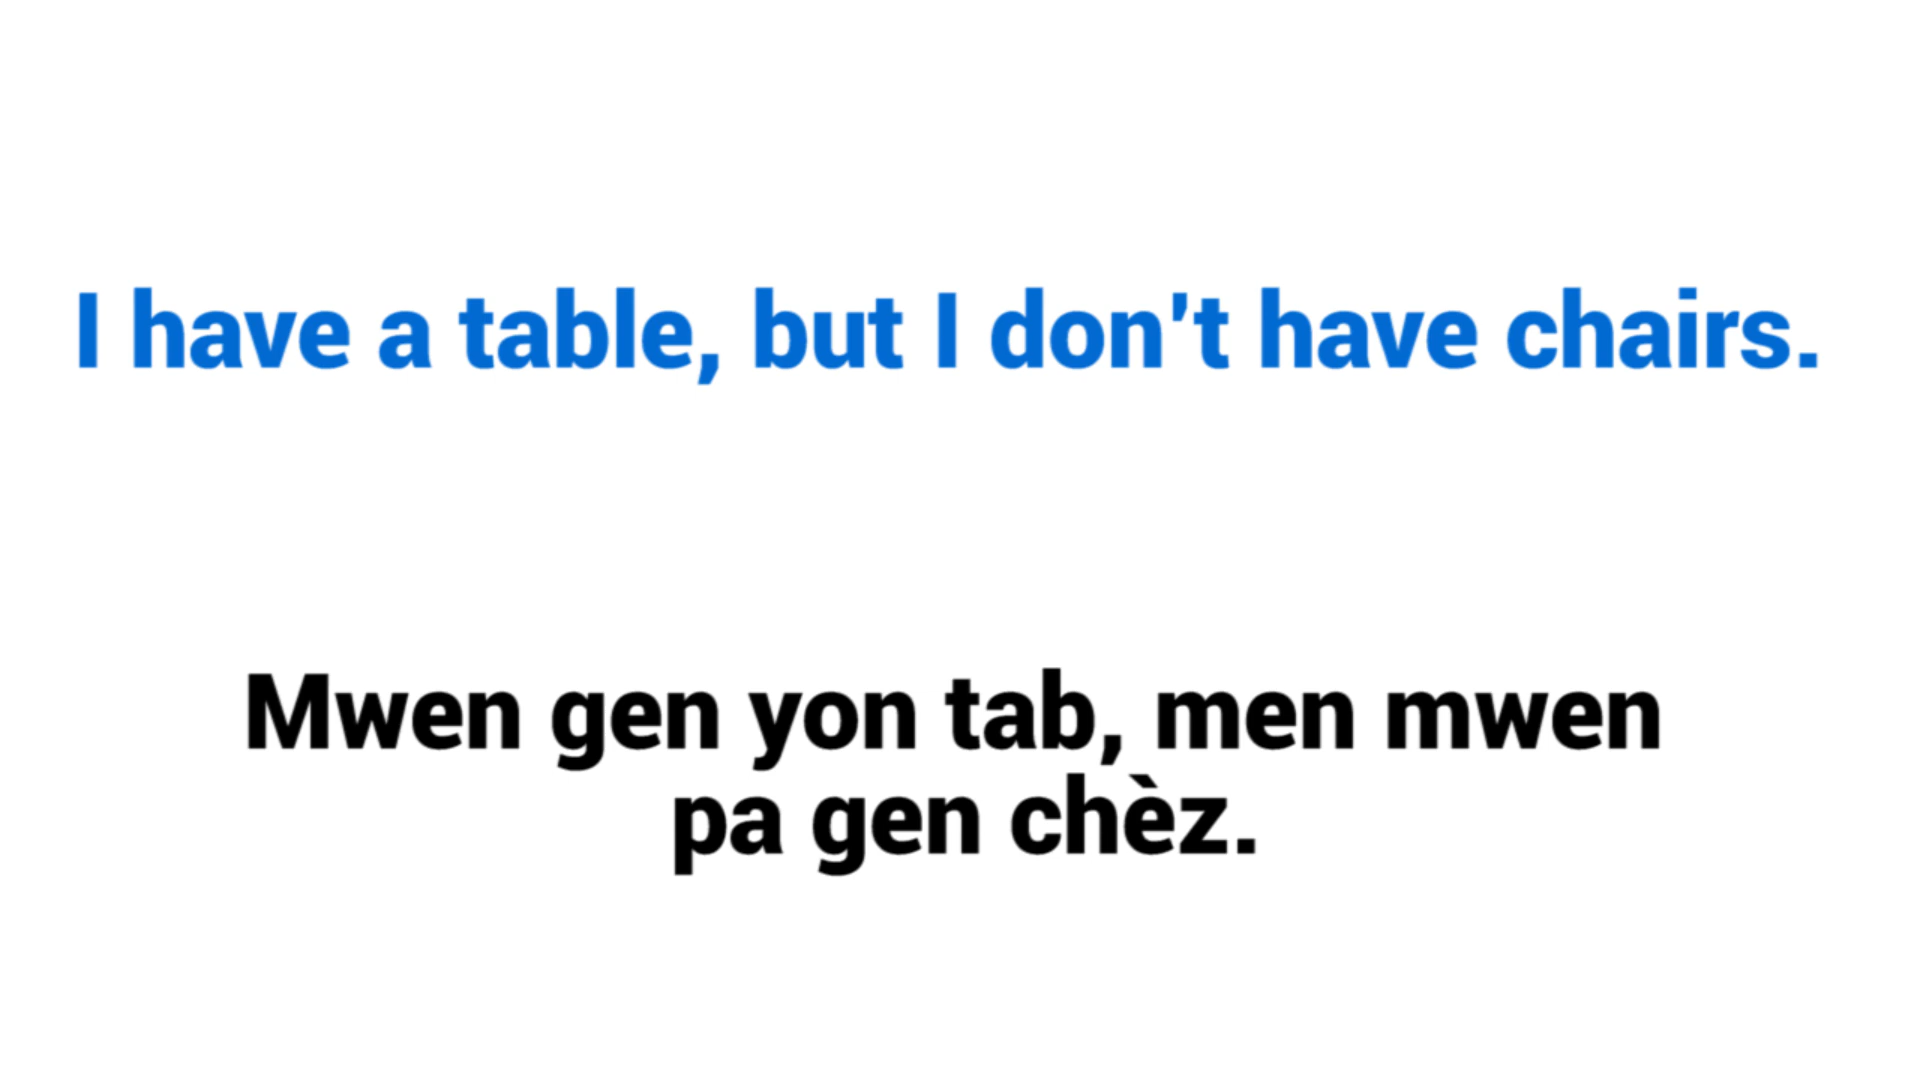 I have a table, but I don't have chairs.
Mwen gen yon tab, men mwen
pa gen chèz.